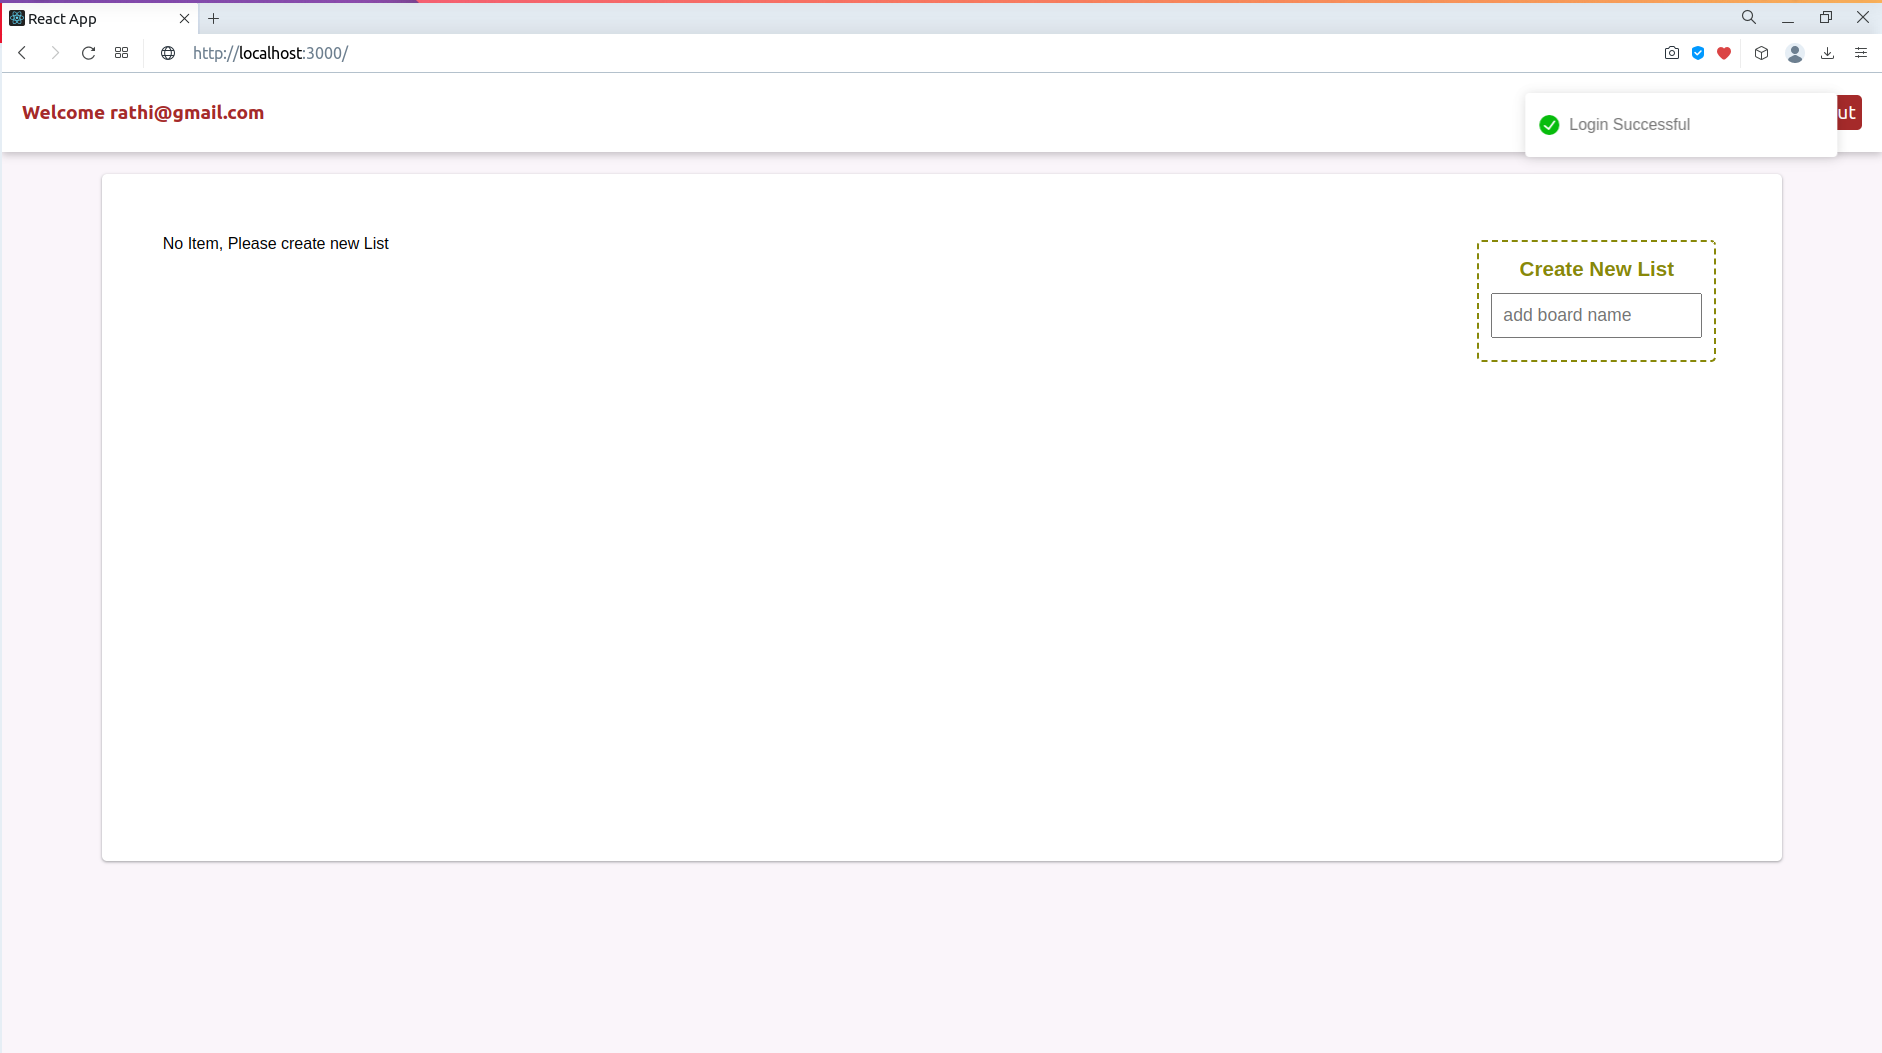 React App
http://localhost:3000/
Welcome rathi@gmail.com
Login Successful
ut
No Item, Please create new List
Create New List
add board name